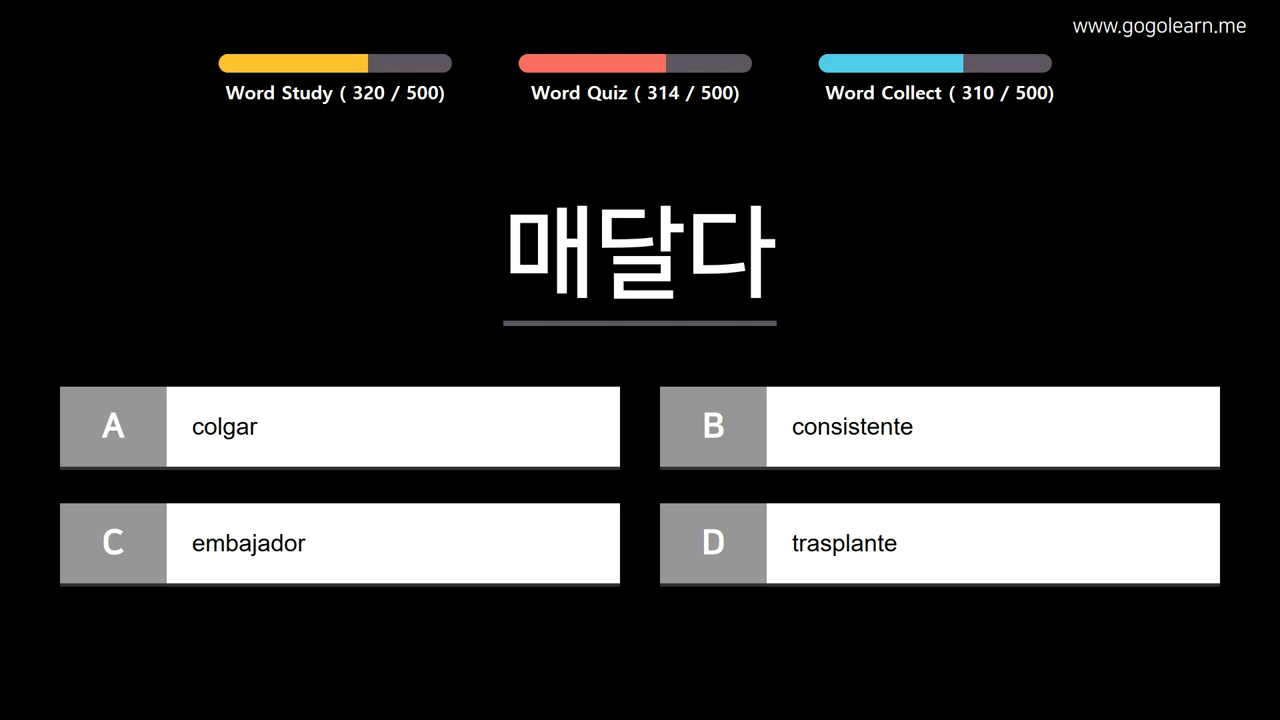 www.gogolearn.me
Word Study ( 320 / 500)
Word Quiz ( 314 / 500)
Word Collect ( 310 / 500)
매달다
A colgar
B consistente
C embajador
D trasplante